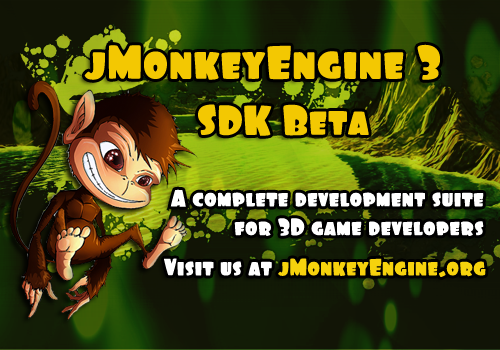 jMonkeyEngine 3
SDK Beta
A complete development suite
for 3D game developers
Visit us at jMonkeyEngine.org